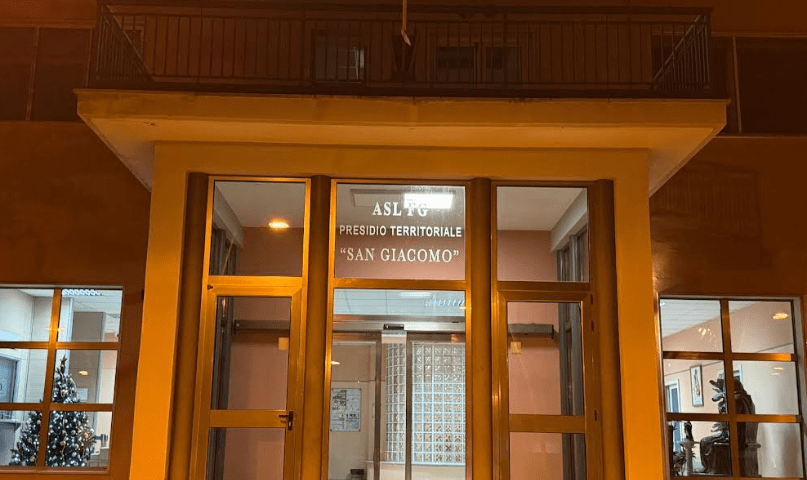 ASL FG
PRESIDIO TERRITORIALE
“SAN GIACOMO”